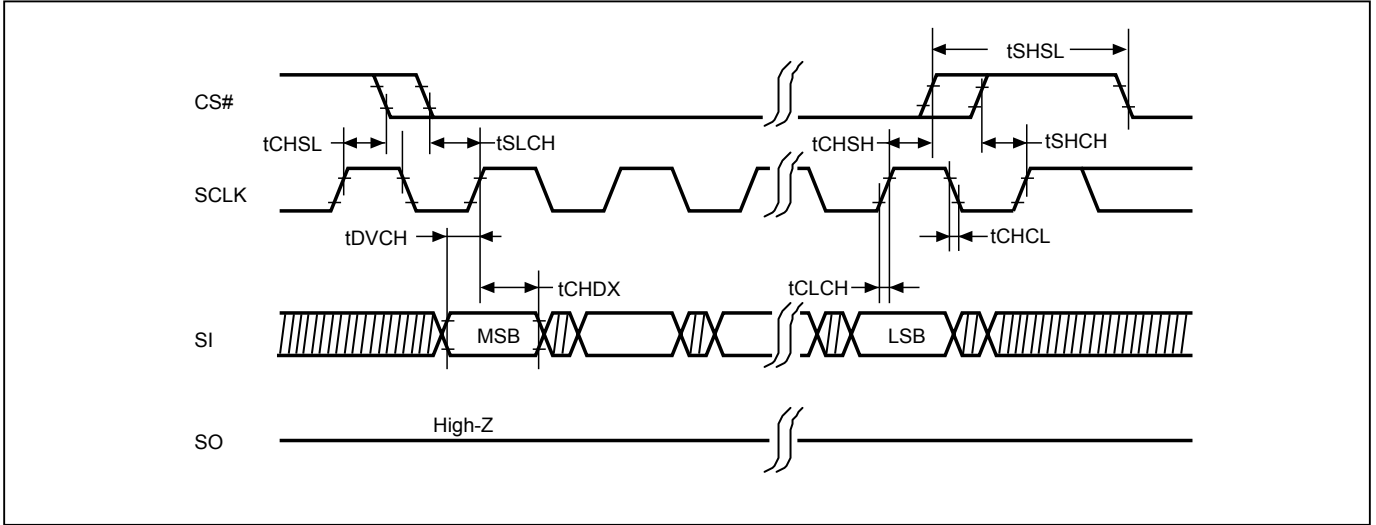 tSHSL
CS#
tCHSL
tSLCH
tCHSH
tSHCH
SCLK
tDVCH
tCHCL
tCHDX
tCLCH
SI
MSB
LSB
High-Z
SO